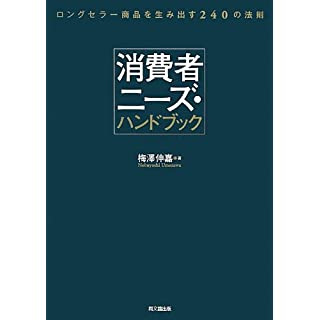 ロングセラー商品を生み出す240の法則
消費者
ニーズ・
ハンドブック
梅澤伸嘉・著
Nobuyoshi Umezawa
同文舘出版